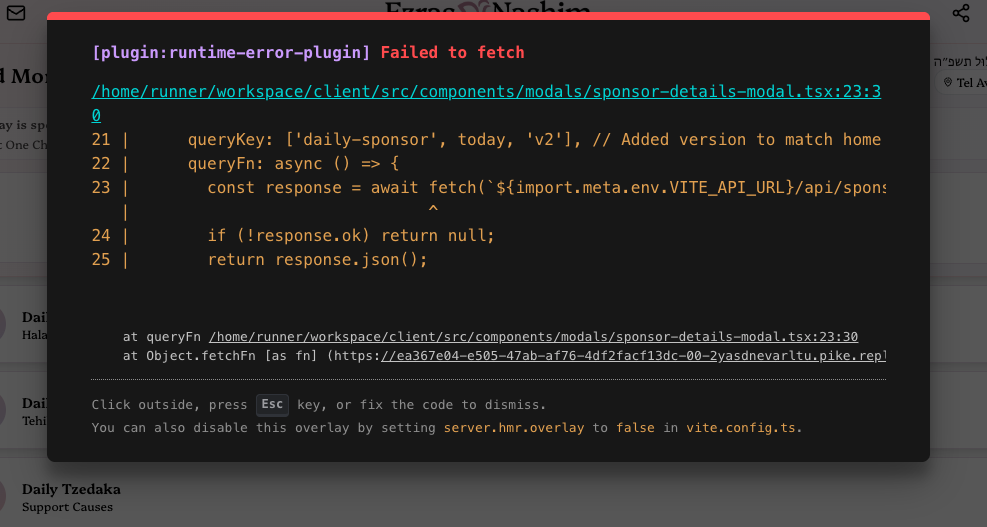 Ezras Nashim
[plugin:runtime-error-plugin] Failed to fetch
/home/runner/workspace/client/src/components/modals/sponsor-details-modal.tsx:23:3
0
21 |      queryKey: ['daily-sponsor', today, 'v2'], // Added version to match home
22 |      queryFn: async () => {
23 |        const response = await fetch(`${import.meta.env.VITE_API_URL}/api/spons
|                               ^
24 |        if (!response.ok) return null;
25 |        return response.json();
at queryFn /home/runner/workspace/client/src/components/modals/sponsor-details-modal.tsx:23:30
at Object.fetchFn [as fn] (https://ea367e04-e505-47ab-af76-4df2facf13dc-00-2yasdnevarltu.pike.repl
Click outside, press Esc key, or fix the code to dismiss.
You can also disable this overlay by setting server.hmr.overlay to false in vite.config.ts.
d Mo
ay is sp
: One Ch
תשפ״ה
Tel Av
Dail
Hala
Dail
Tehi
Daily Tzedaka
Support Causes